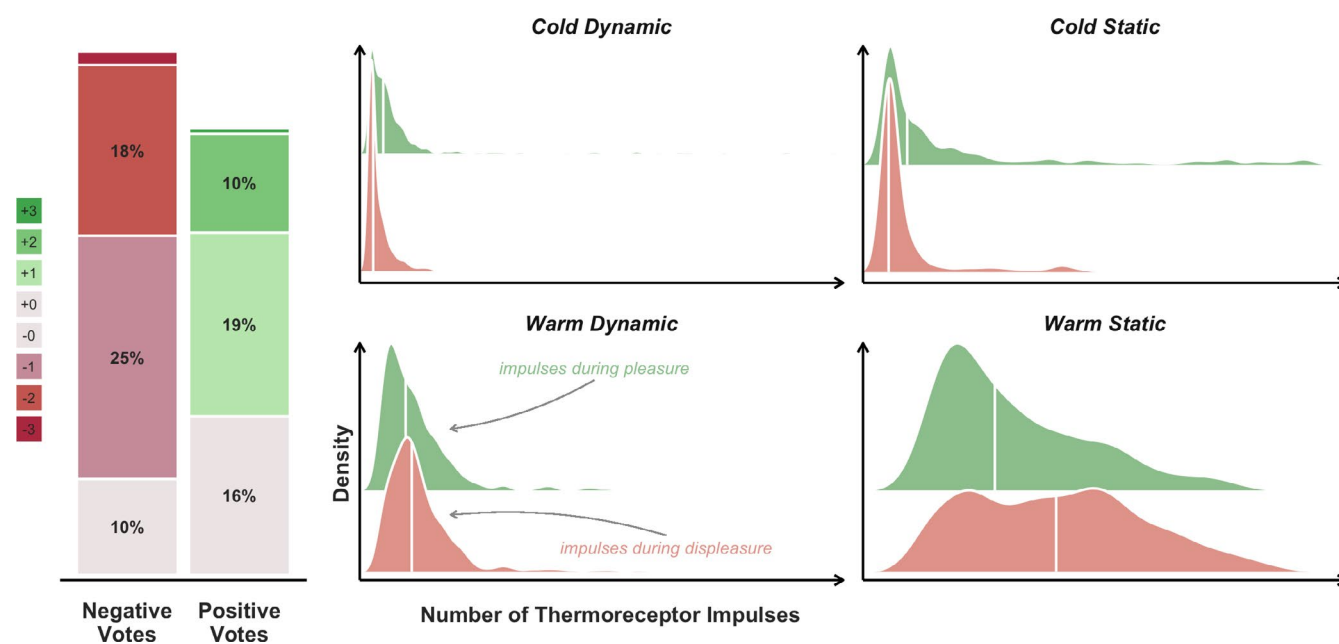 Cold Dynamic
Cold Static
18%
10%
25%
19%
10%
16%
+3
+2
+1
+0
-0
-1
-2
-3
Negative
Votes
Positive
Votes
Warm Dynamic
Warm Static
impulses during pleasure
impulses during displeasure
Density
Number of Thermoreceptor Impulses